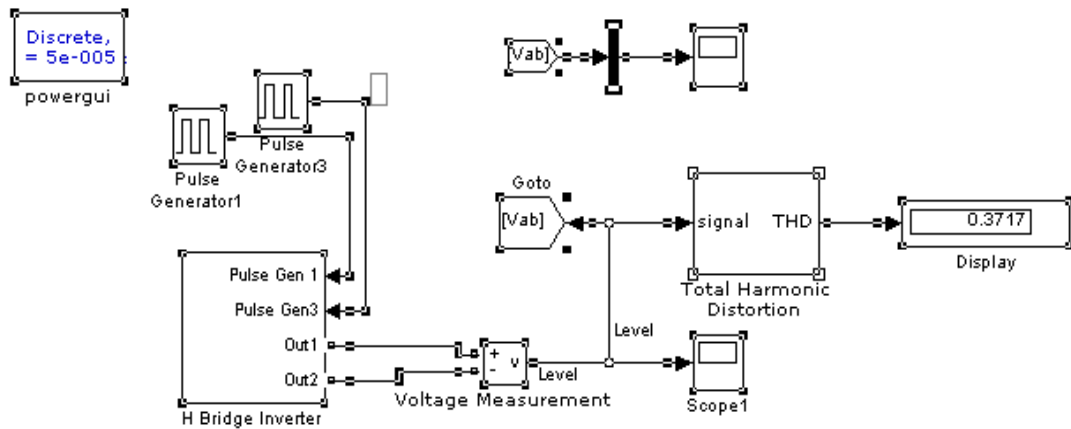 Discrete,
= 5e-005
powergui
Pulse
Generator3
Pulse
Generator1
[Vab]
Goto
[Vab]
signal
THD
0.3717
Display
Total Harmonic
Distortion
Pulse Gen 1
Pulse Gen3
Out1
Out2
H Bridge Inverter
+
-
v
Voltage Measurement
Level
Level
Scope1